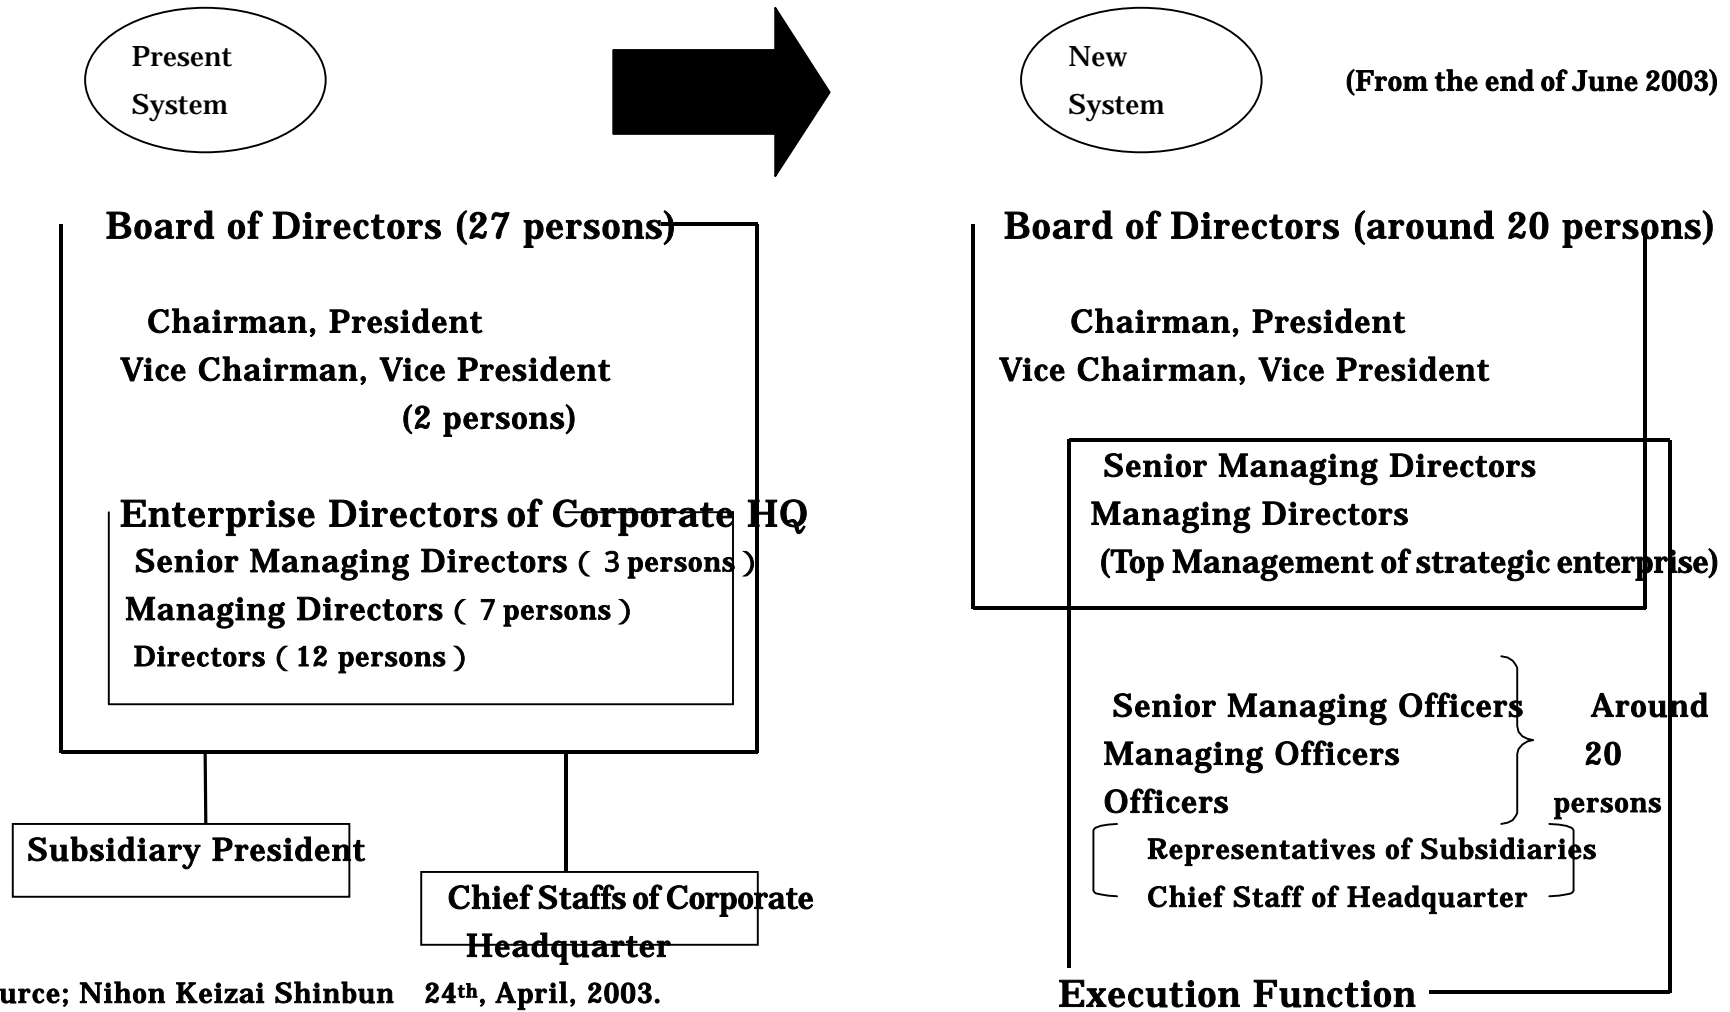 Present
System
Board of Directors (27 persons)
Chairman, President
Vice Chairman, Vice President
(2 persons)
Enterprise Directors of Corporate HQ
Senior Managing Directors ( 3 persons )
Managing Directors ( 7 persons )
Directors ( 12 persons )
Subsidiary President
Chief Staffs of Corporate
Headquarter
urce; Nihon Keizai Shinbun 24th, April, 2003.
New
System
(From the end of June 2003)
Board of Directors (around 20 persons)
Chairman, President
Vice Chairman, Vice President
Senior Managing Directors
Managing Directors
(Top Management of strategic enterprise)
Senior Managing Officers
Managing Officers
Officers
Around
20
persons
Representatives of Subsidiaries
Chief Staff of Headquarter
Execution Function